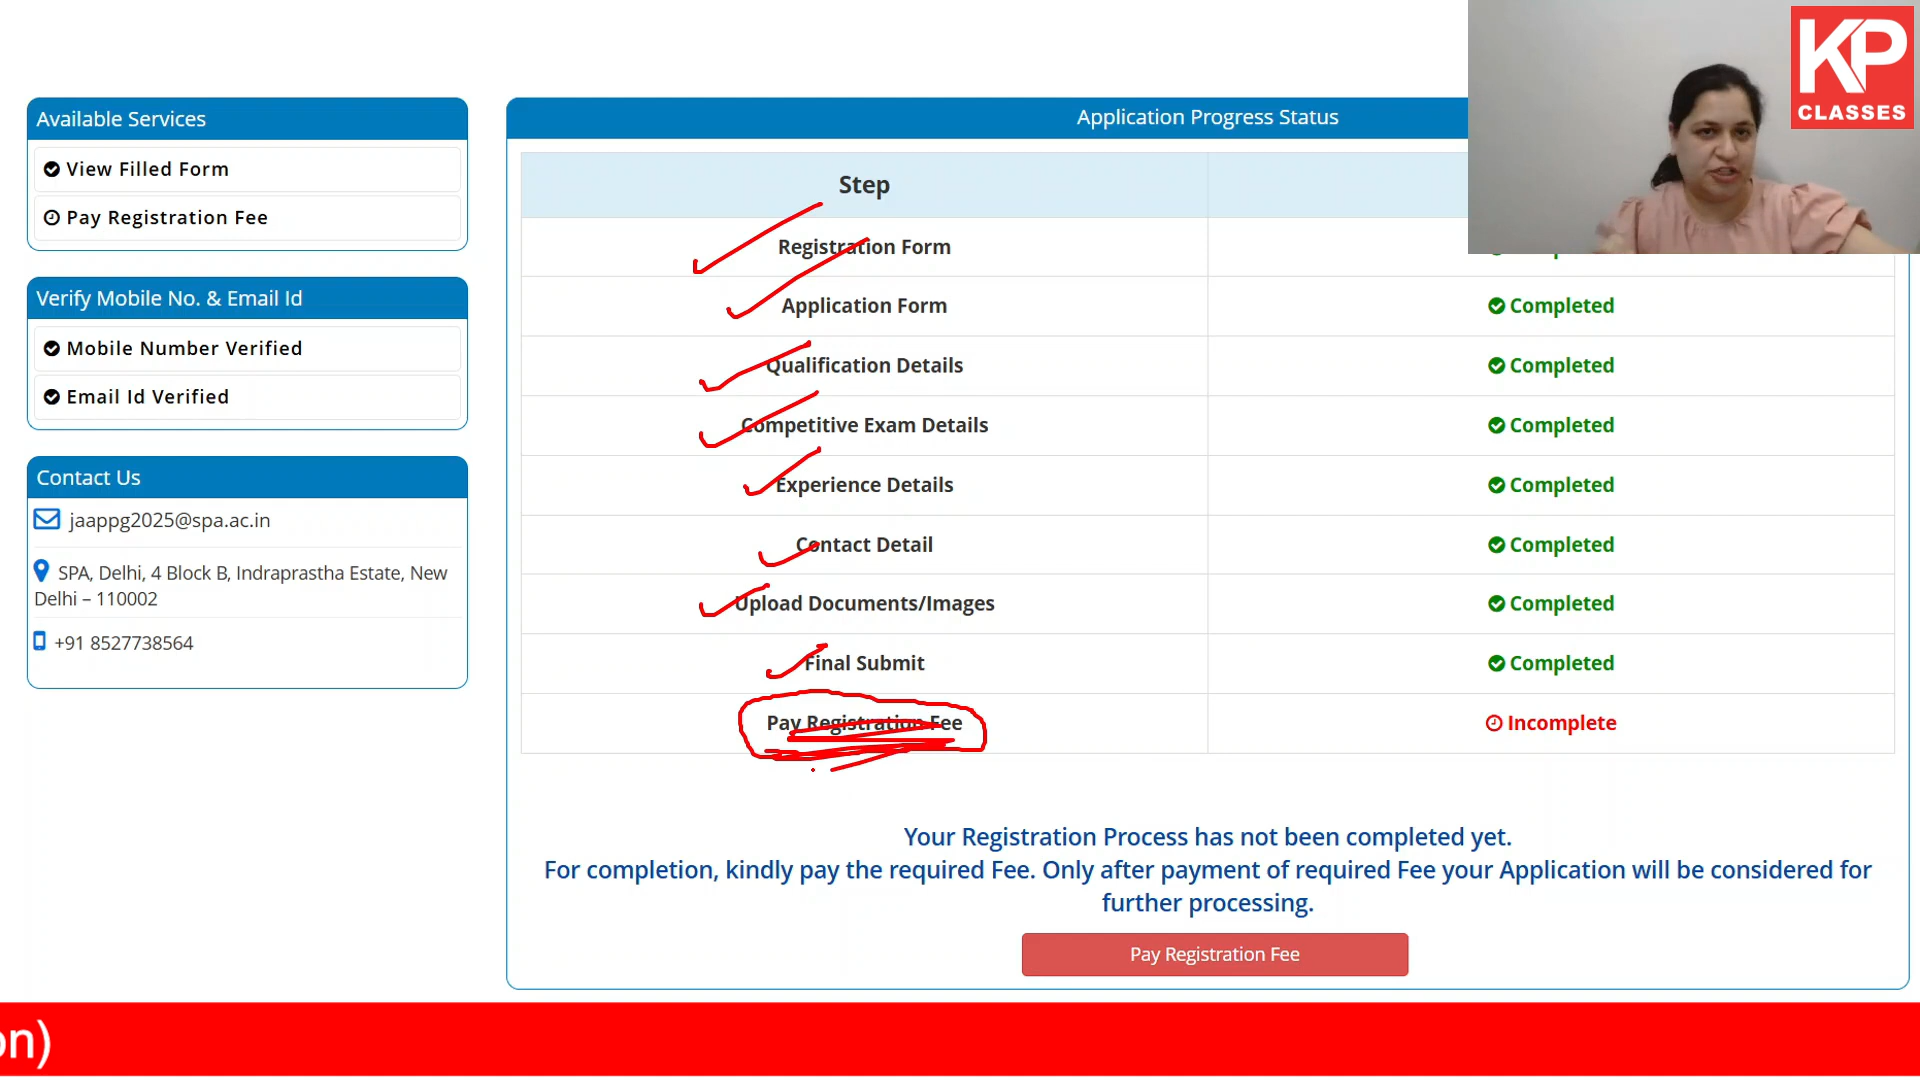 KP
CLASSES
Available Services
View Filled Form
Pay Registration Fee
Verify Mobile No. & Email Id
Mobile Number Verified
Email Id Verified
Contact Us
jaappg2025@spa.ac.in
SPA, Delhi, 4 Block B, Indraprastha Estate, New
Delhi – 110002
+91 8527738564
Application Progress Status
Step
Registration Form
Application Form Completed
Qualification Details Completed
Competitive Exam Details Completed
Experience Details Completed
Contact Detail Completed
Upload Documents/Images Completed
Final Submit Completed
Pay Registration Fee Incomplete
Your Registration Process has not been completed yet.
For completion, kindly pay the required Fee. Only after payment of required Fee your Application will be considered for
further processing.
Pay Registration Fee
on)